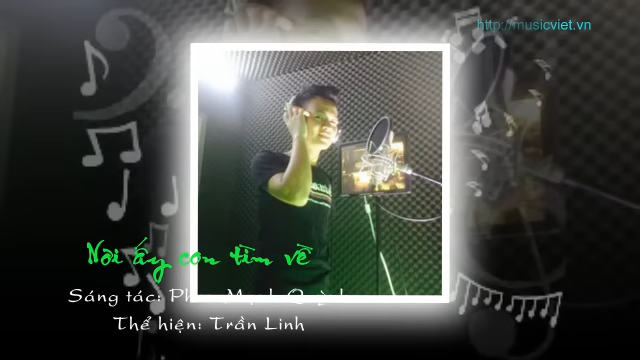 http://musicviet.vn
Nơi ấy con tìm về
Sáng tác:
Thể hiện: Trần Linh